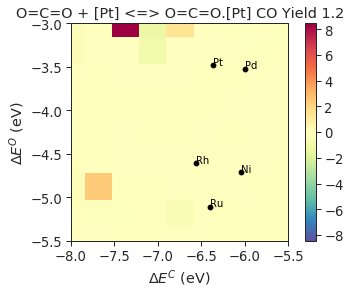 O=C=O + [Pt] <=> O=C=O.[Pt] CO Yield 1.2
−3.0
−3.5
−4.0
−4.5
−5.0
−5.5
ΔE^O (eV)
Pt
Pd
Rh
Ni
Ru
−8.0 −7.5 −7.0 −6.5 −6.0 −5.5
ΔE^C (eV)
8
6
4
2
0
−2
−4
−6
−8